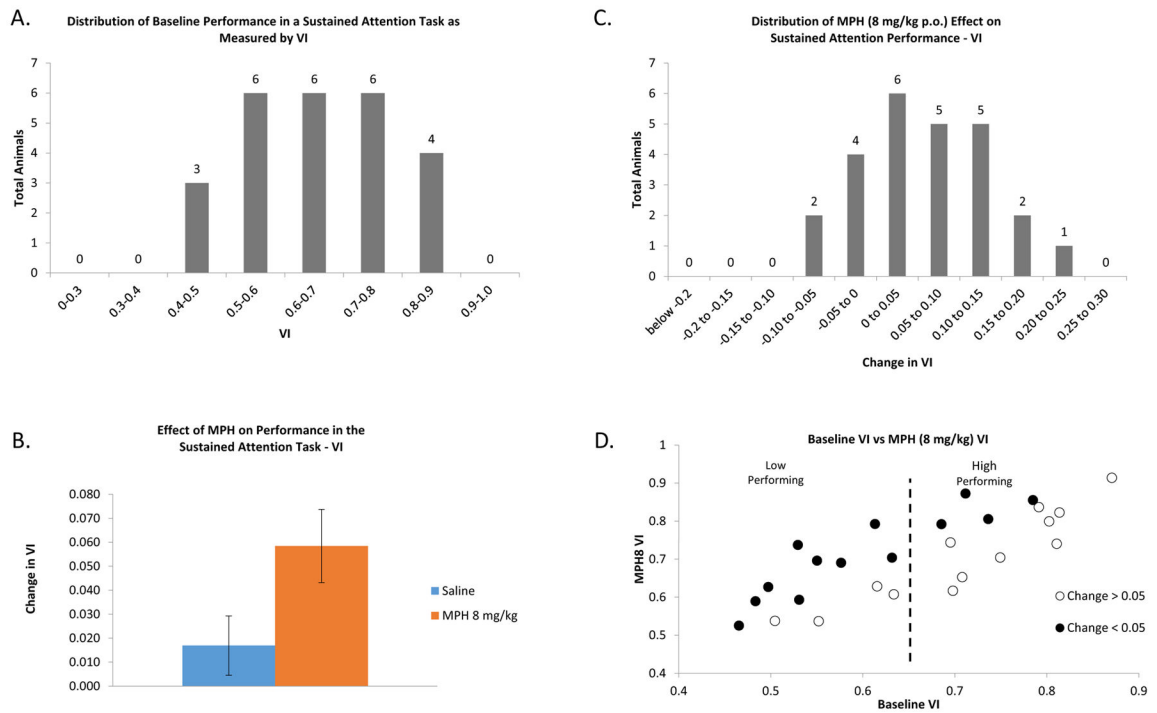 A.
Distribution of Baseline Performance in a Sustained Attention Task as
Measured by VI
Total Animals
7
6
5
4
3
2
1
0
0
0
3
6
6
6
4
0
0-0.3
0.3-0.4
0.4-0.5
0.5-0.6
0.6-0.7
0.7-0.8
0.8-0.9
0.9-1.0
VI
C.
Distribution of MPH (8 mg/kg p.o.) Effect on
Sustained Attention Performance - VI
Total Animals
7
6
5
4
3
2
1
0
0
0
0
2
4
6
5
5
2
1
0
below -0.2
-0.2 to -0.15
-0.15 to -0.10
-0.10 to -0.05
-0.05 to 0
0 to 0.05
0.05 to 0.10
0.10 to 0.15
0.15 to 0.20
0.20 to 0.25
0.25 to 0.30
Change in VI
B.
Effect of MPH on Performance in the
Sustained Attention Task - VI
Change in VI
0.080
0.070
0.060
0.050
0.040
0.030
0.020
0.010
0.000
Saline
MPH 8 mg/kg
D.
Baseline VI vs MPH (8 mg/kg) VI
MPH8 VI
1
0.9
0.8
0.7
0.6
0.5
0.4
Low
Performing
High
Performing
Change > 0.05
Change < 0.05
0.4
0.5
0.6
0.7
0.8
0.9
Baseline VI